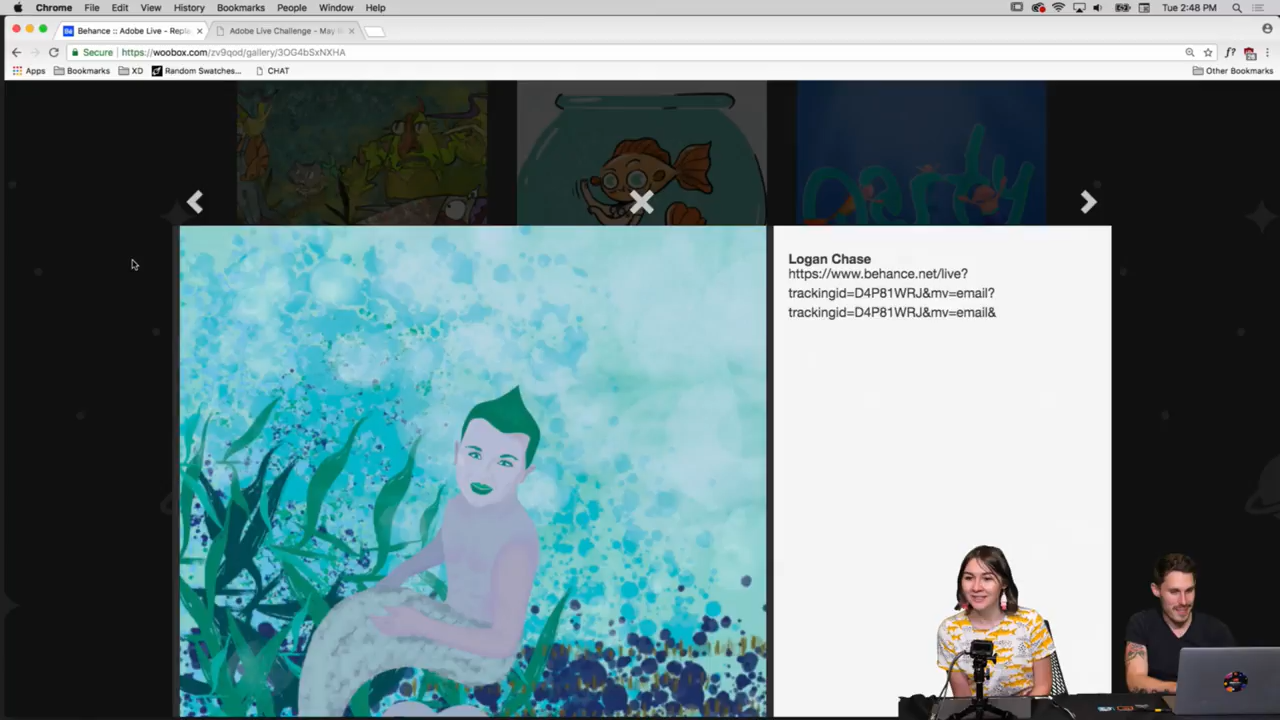 Chrome File Edit View History Bookmarks People Window Help
Tue 2:48 PM
Bē Behance :: Adobe Live - Repla
Adobe Live Challenge - May
Secure https://woobox.com/zv9qod/gallery/3OG4bSxNXHA
f?
Apps Bookmarks XD Random Swatches... CHAT Other Bookmarks
Logan Chase
https://www.behance.net/live?
trackingid=D4P81WRJ&mv=email?
trackingid=D4P81WRJ&mv=email&